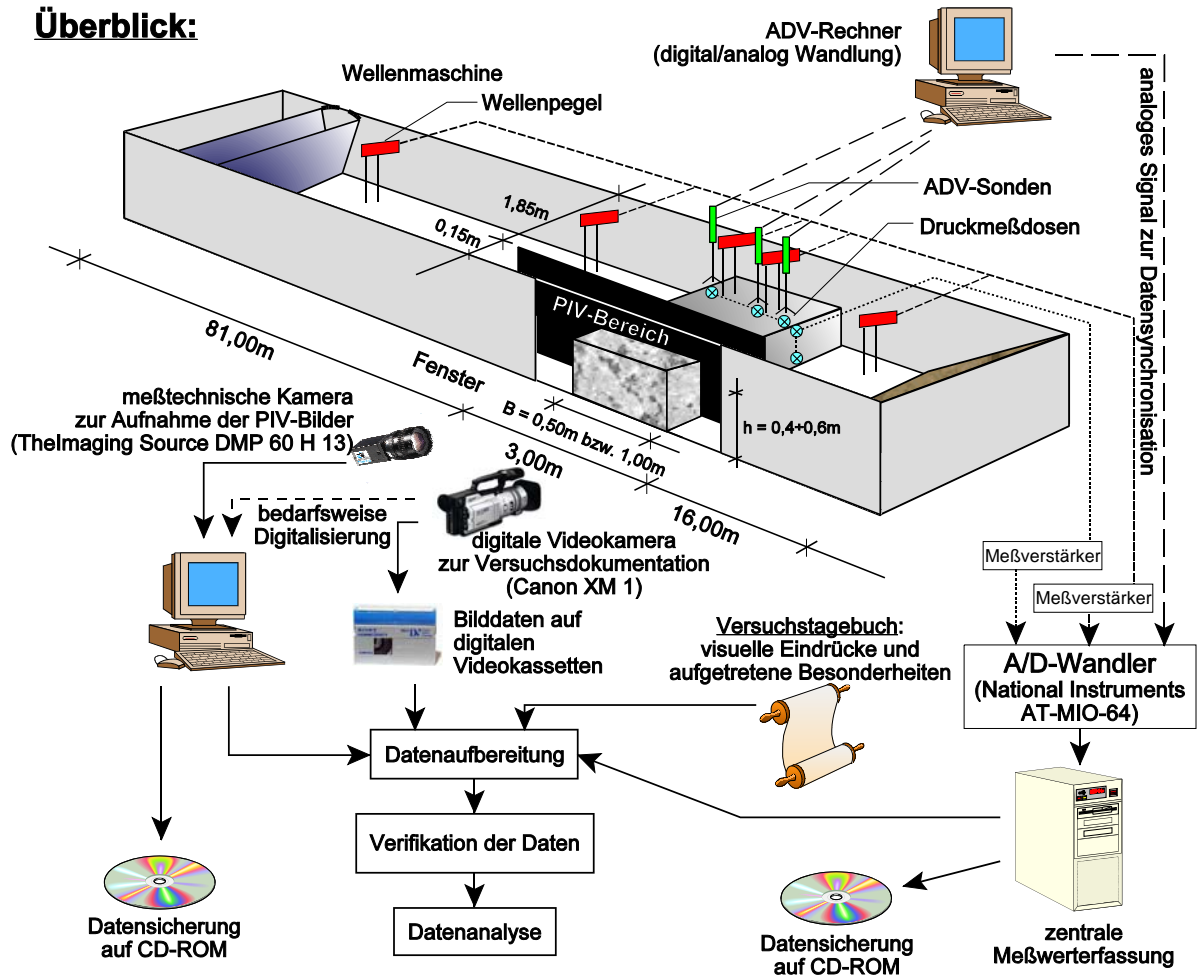 Überblick:
ADV-Rechner
(digital/analog Wandlung)
Wellenmaschine
Wellenpegel
analoges Signal zur Datensynchronisation
ADV-Sonden
Druckmeßdosen
1,85m
0,15m
PIV-Bereich
81,00m
Fenster
B = 0,50m bzw. 1,00m
h = 0,4÷0,6m
3,00m
16,00m
meßtechnische Kamera
zur Aufnahme der PIV-Bilder
(TheImaging Source DMP 60 H 13)
bedarfsweise
Digitalisierung
digitale Videokamera
zur Versuchsdokumentation
(Canon XM 1)
Meßverstärker
Meßverstärker
Bilddaten auf
digitalen
Videokassetten
Versuchstagebuch:
visuelle Eindrücke und
aufgetretene Besonderheiten
A/D-Wandler
(National Instruments
AT-MIO-64)
Datenaufbereitung
Verifikation der Daten
Datenanalyse
Datensicherung
auf CD-ROM
Datensicherung
auf CD-ROM
zentrale
Meßwerterfassung